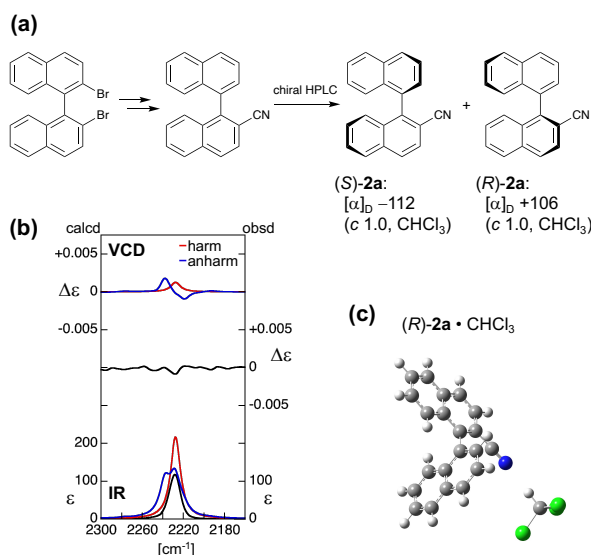 (a)
Br
Br
CN
chiral HPLC
CN
+
CN
(S)-2a:
[α]D −112
(c 1.0, CHCl3)
(R)-2a:
[α]D +106
(c 1.0, CHCl3)
(b)
calcd
obsd
+0.005
VCD
harm
anharm
Δε
0
-0.005
+0.005
Δε
0
-0.005
200
100
100
ε
IR
ε
0
0
2300
2260
2220
2180
[cm-1]
(c)
(R)-2a • CHCl3